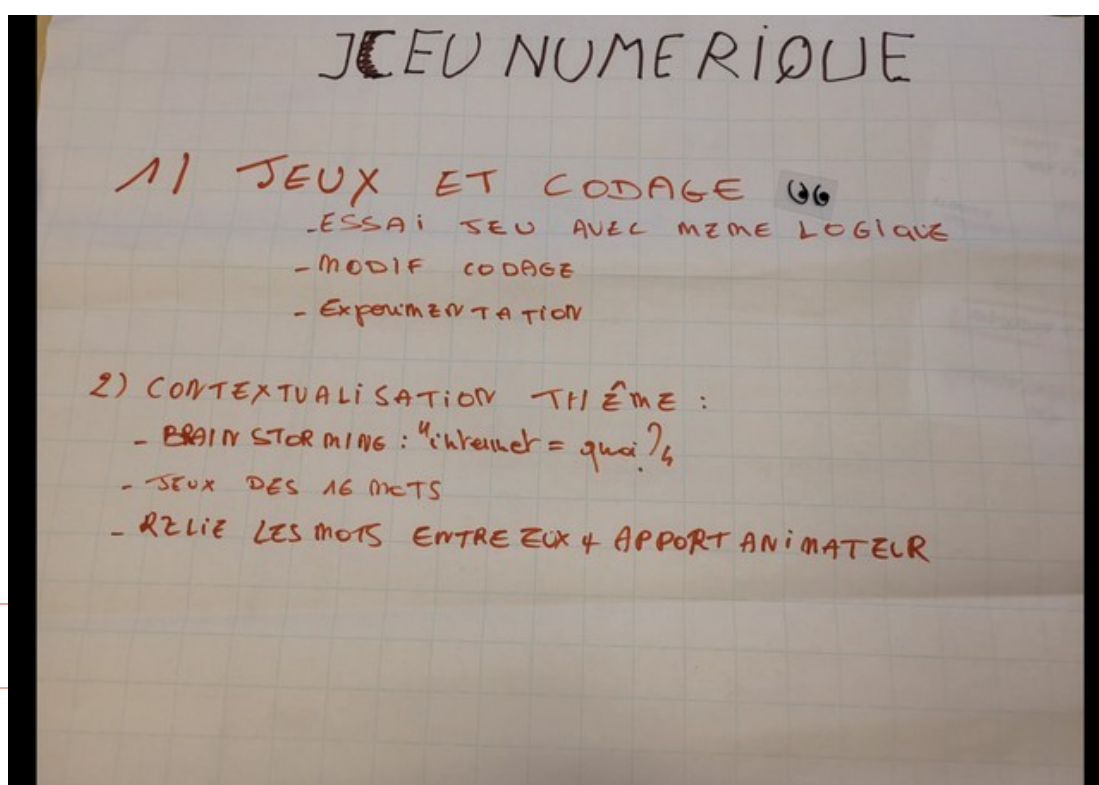 JEU NUMERIQUE
1) JEUX ET CODAGE
- ESSAI JEU AVEC MEME LOGIQUE
- MODIF CODAGE
- ExpeRiMENTATION
2) CONTEXTUALISATION THÊME :
- BRAINSTORMING : "internet = quoi ?"
- JEUX DES 16 MOTS
- RELIE LES MOTS ENTRE EUX + APPORT ANIMATEUR